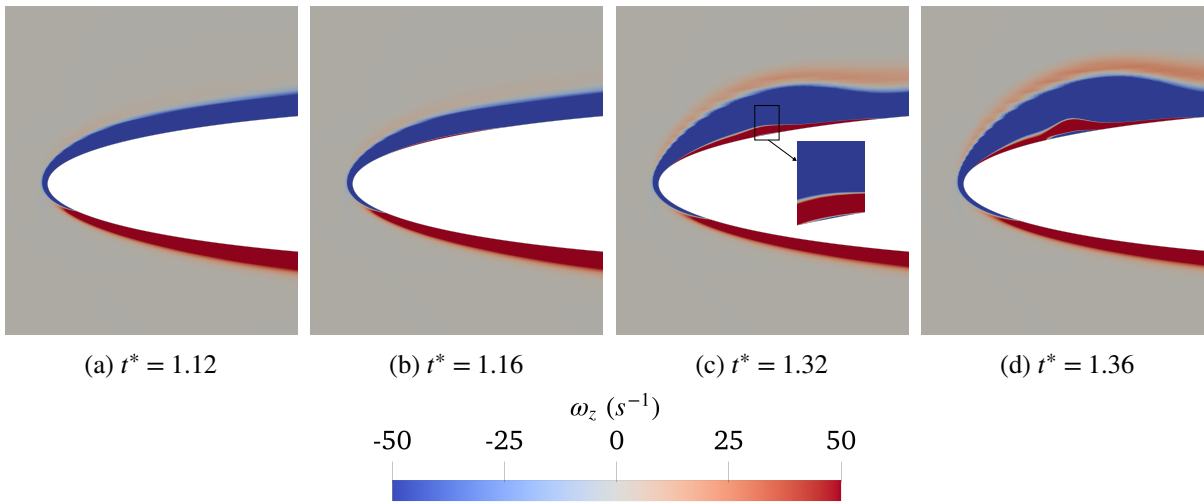 (a) t* = 1.12 (b) t* = 1.16 (c) t* = 1.32 (d) t* = 1.36
ω_z (s⁻¹)
-50 -25 0 25 50